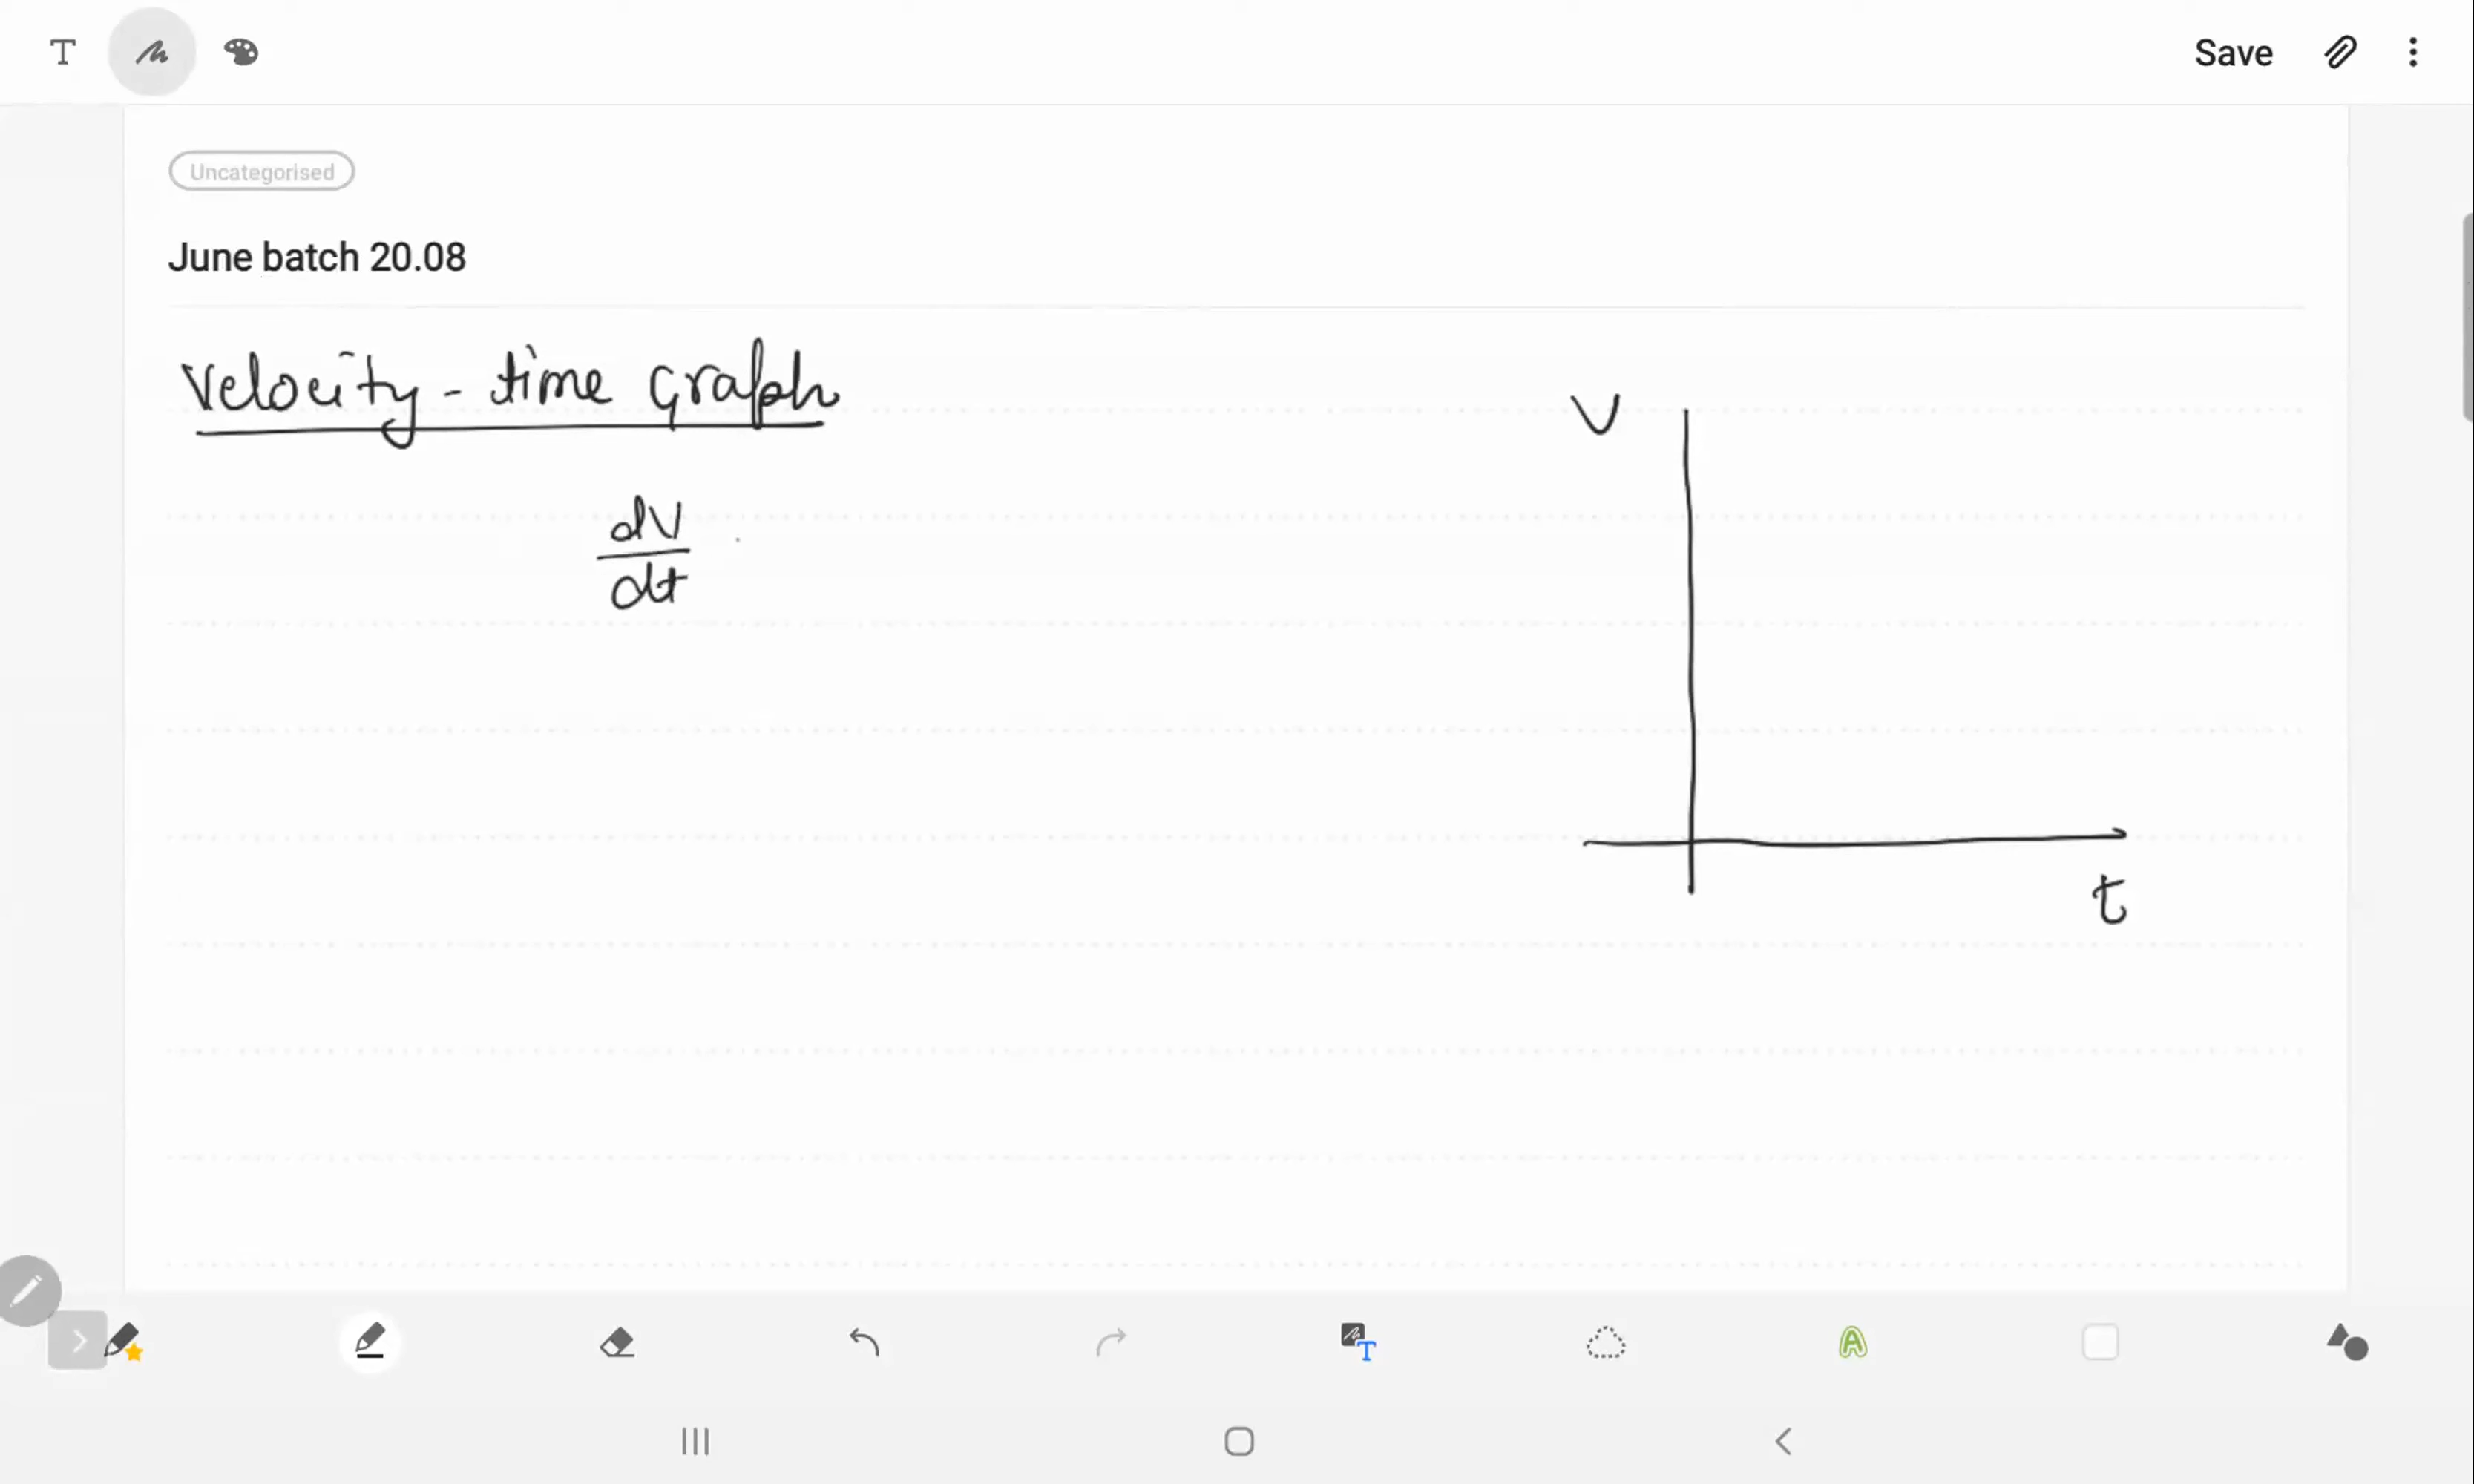 T
Save
Uncategorised
June batch 20.08
Velocity - time graph
V
dV
dt
t